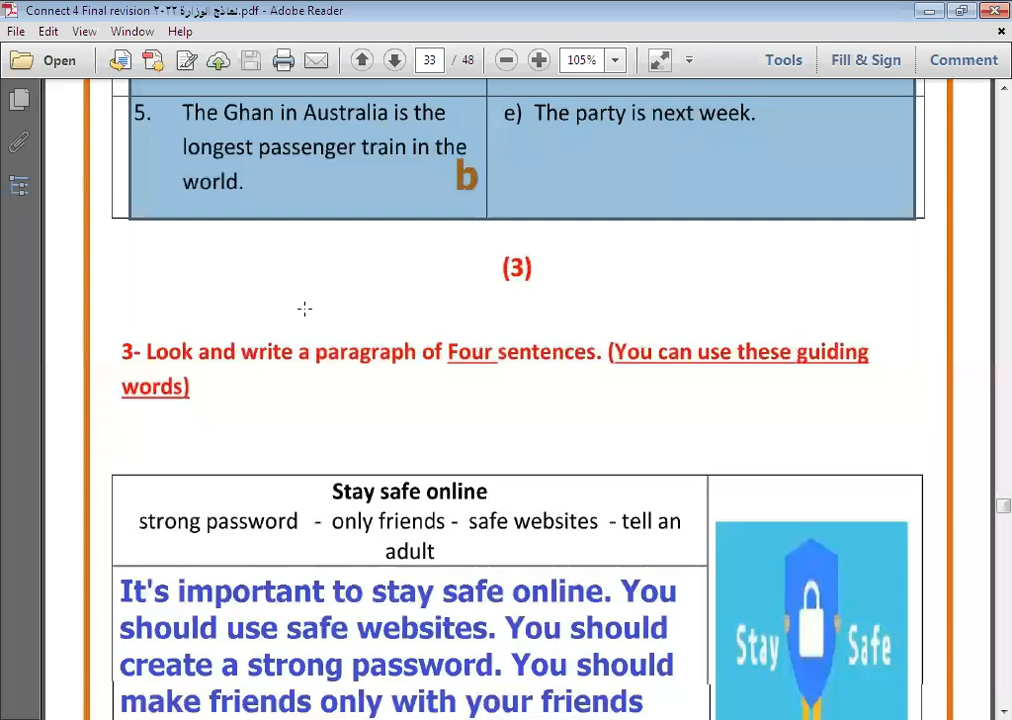 Connect 4 Final revision نماذج الوزارة ٢٠٢٢.pdf - Adobe Reader
File Edit View Window Help
Open 33 / 48 105% Tools Fill & Sign Comment
5. The Ghan in Australia is the
longest passenger train in the
world.
b
e) The party is next week.
(3)
3- Look and write a paragraph of Four sentences. (You can use these guiding
words)
Stay safe online
strong password - only friends - safe websites - tell an
adult
It's important to stay safe online. You
should use safe websites. You should
create a strong password. You should
make friends only with your friends
Stay Safe